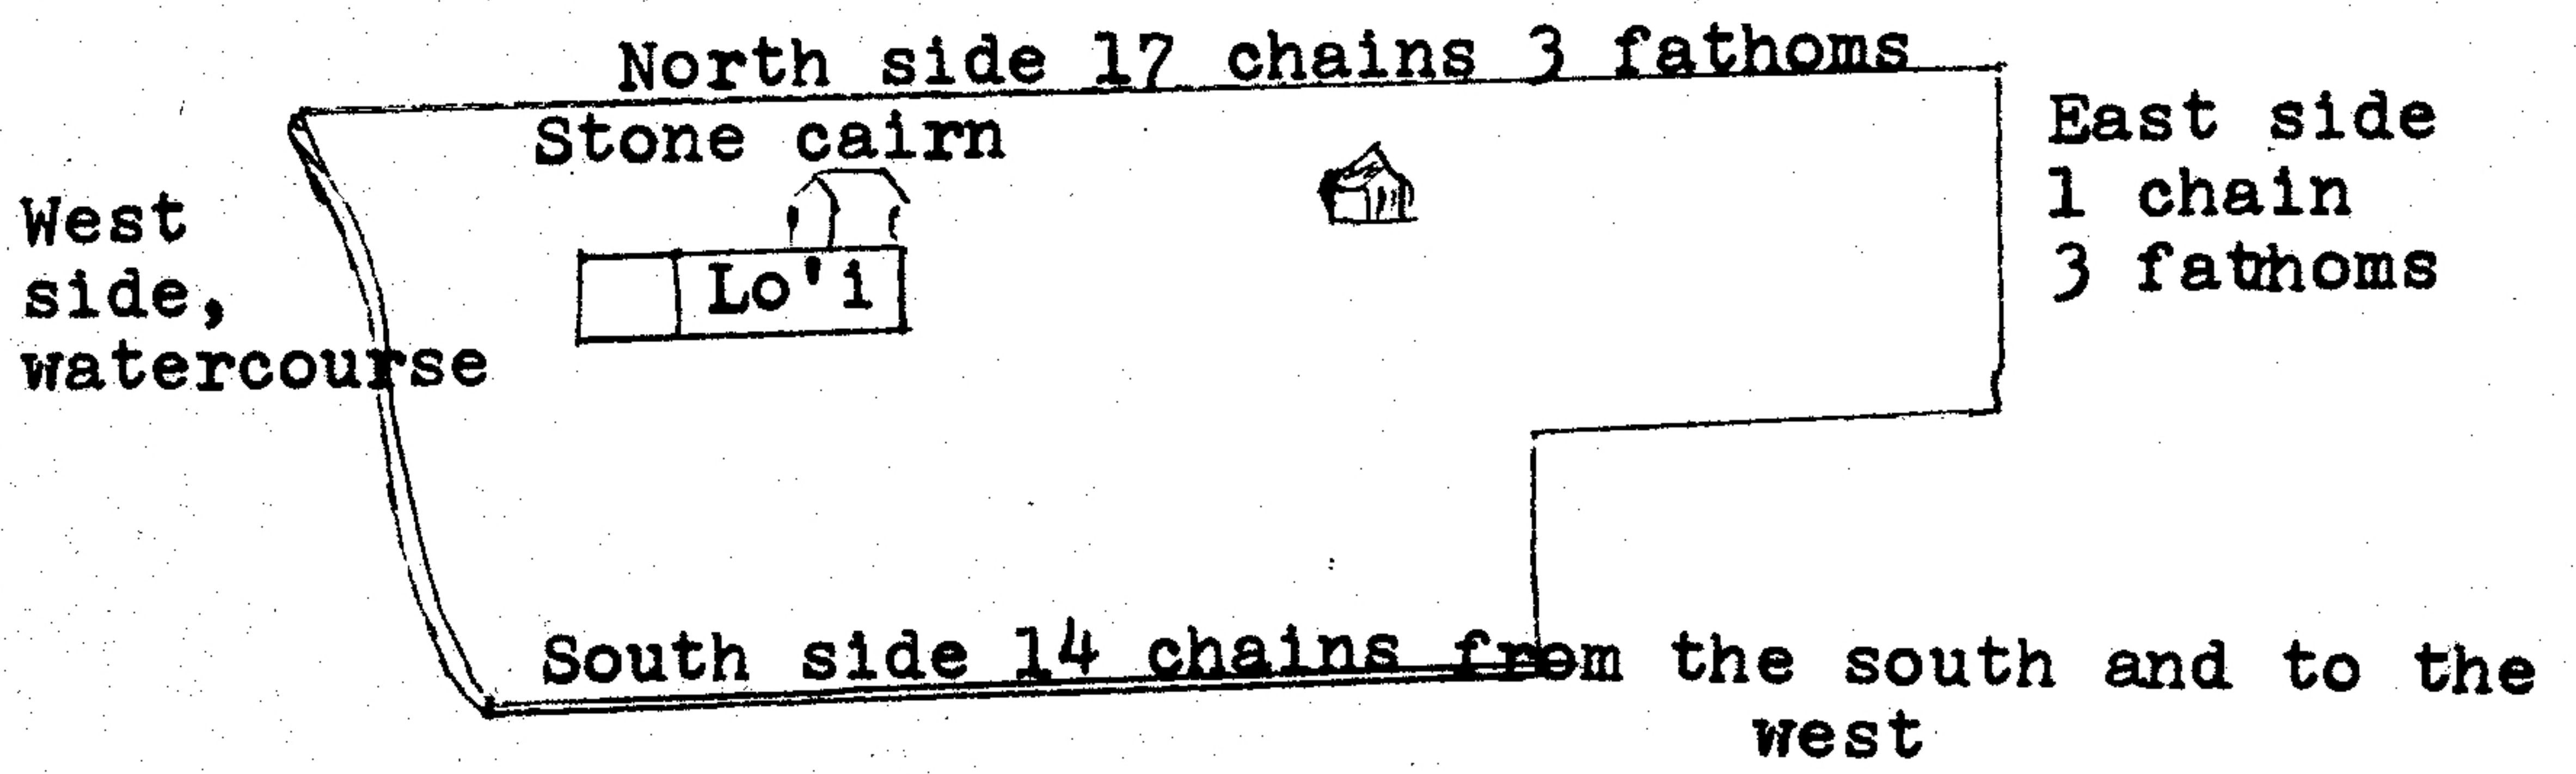 North side 17 chains 3 fathoms
Stone cairn
East side
1 chain
3 fathoms
West
side,
watercourse
Lo'i
South side 14 chains from the south and to the
west